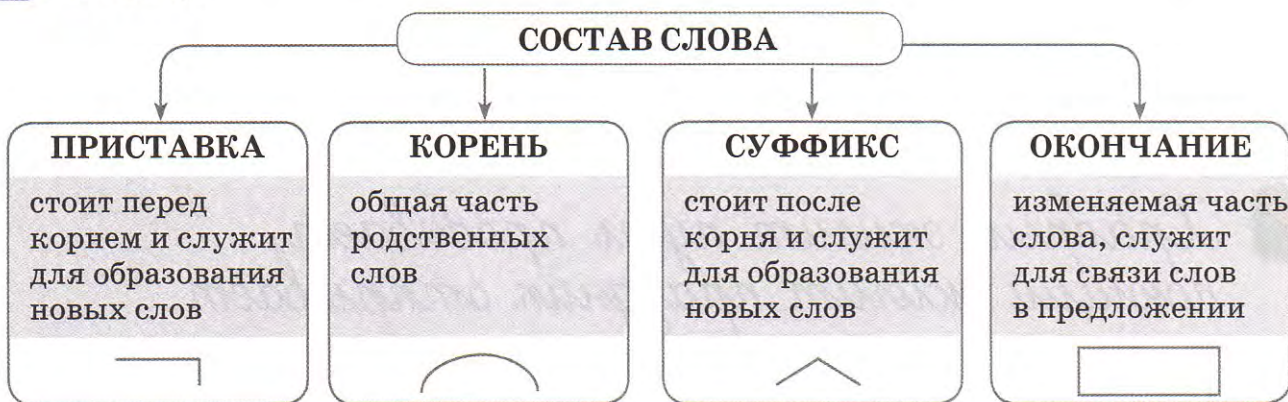 СОСТАВ СЛОВА
ПРИСТАВКА
стоит перед
корнем и служит
для образования
новых слов
КОРЕНЬ
общая часть
родственных
слов
СУФФИКС
стоит после
корня и служит
для образования
новых слов
ОКОНЧАНИЕ
изменяемая часть
слова, служит
для связи слов
в предложении